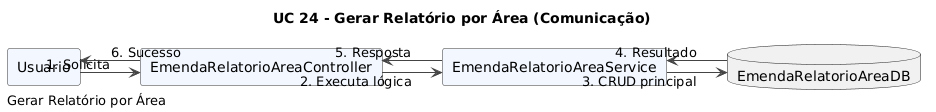 UC 24 - Gerar Relatório por Área (Comunicação)
6. Sucesso
5. Resposta
4. Resultado
1. Solicita
Usuario
EmendaRelatorioAreaController
EmendaRelatorioAreaService
EmendaRelatorioAreaDB
2. Executa lógica
3. CRUD principal
Gerar Relatório por Área